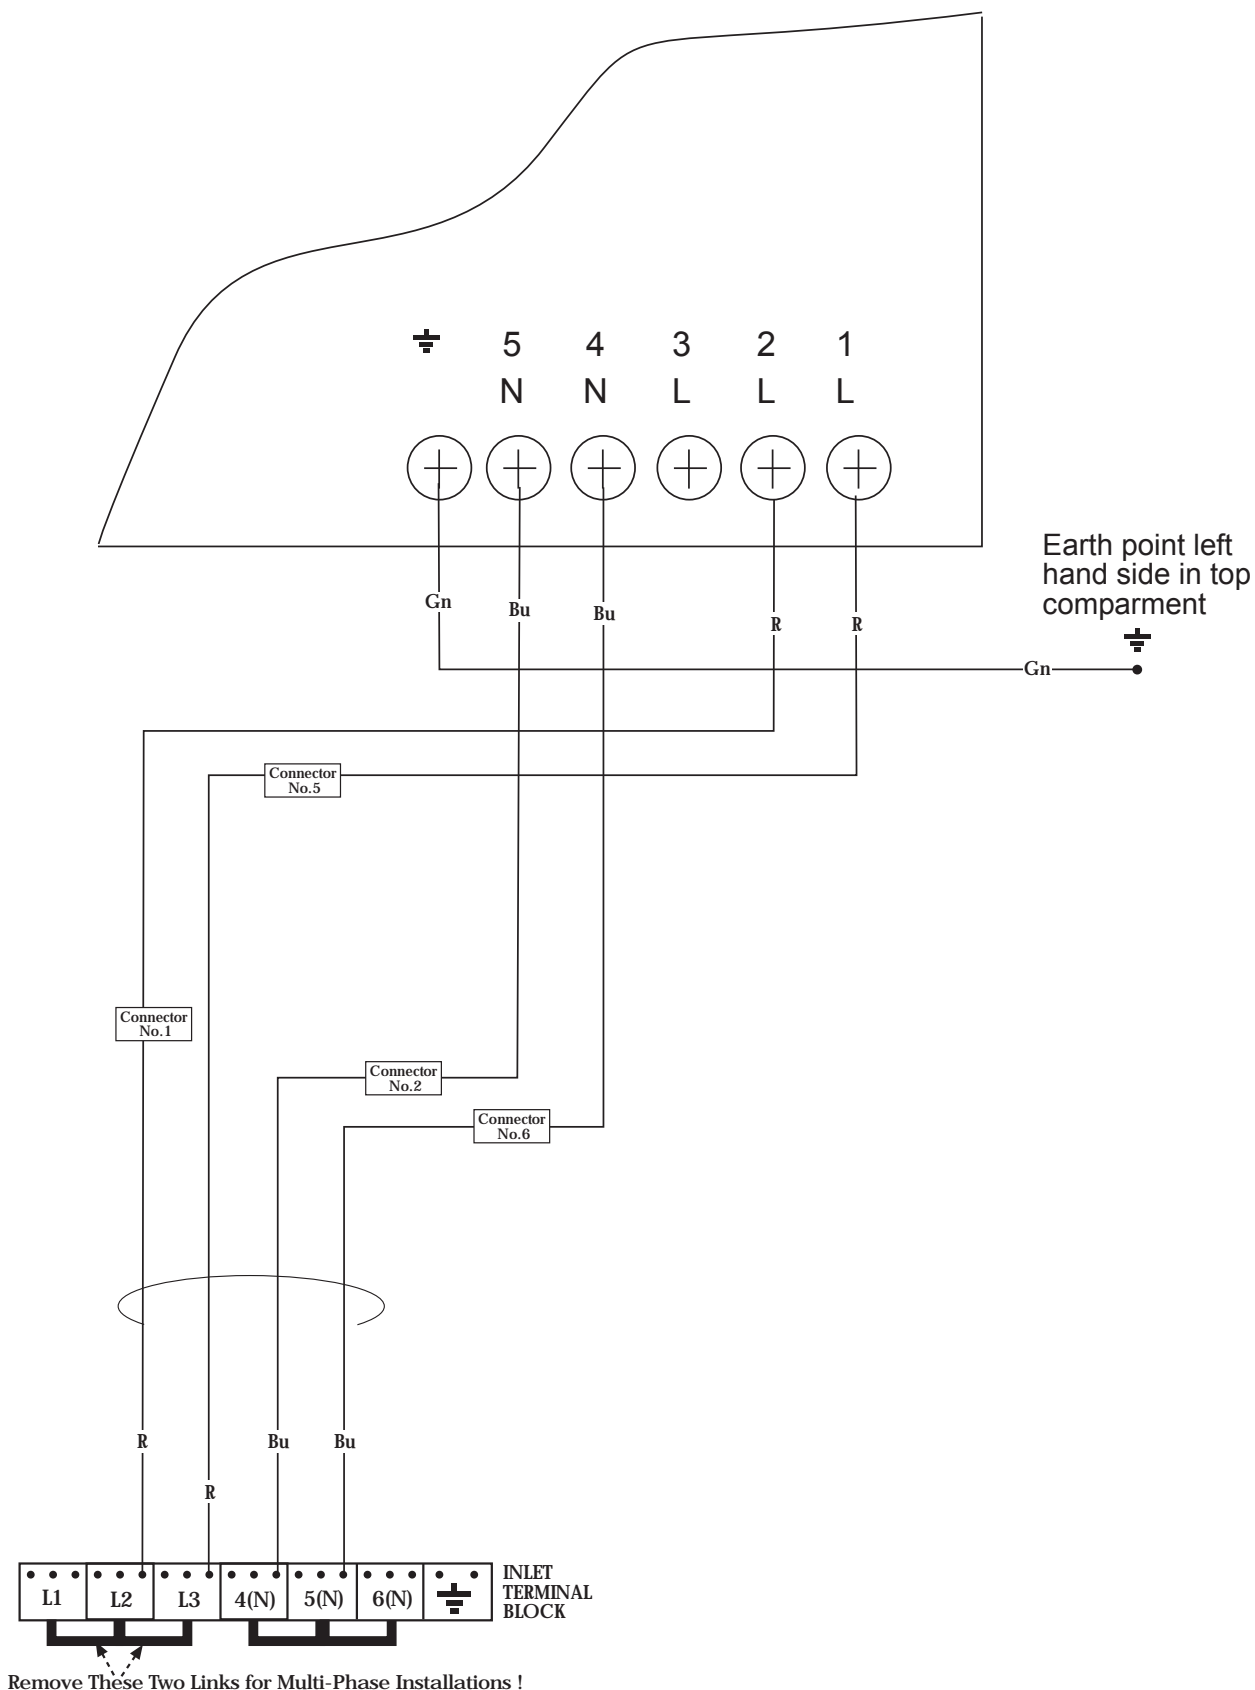 5 4 3 2 1
N N L L L
Earth point left
hand side in top
comparment
Gn
Bu
Bu
R
R
Gn
Connector
No.5
Connector
No.1
Connector
No.2
Connector
No.6
R
Bu
Bu
R
INLET
TERMINAL
BLOCK
L1 L2 L3 4(N) 5(N) 6(N)
Remove These Two Links for Multi-Phase Installations !